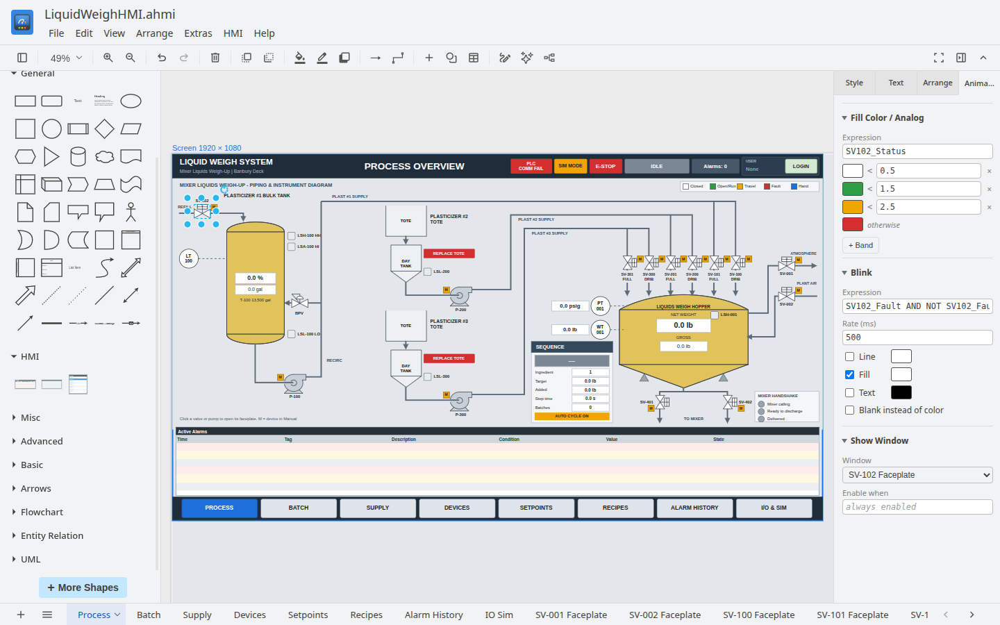 LiquidWeighHMI.ahmi
File Edit View Arrange Extras HMI Help
49%
General
Text
Heading
List Item
HMI
Misc
Advanced
Basic
Arrows
Flowchart
Entity Relation
UML
+ More Shapes
Screen 1920 × 1080
LIQUID WEIGH SYSTEM
Mixer Liquids Weigh-Up | Banbury Deck
PROCESS OVERVIEW
PLC
COMM FAIL
SIM MODE
E-STOP
IDLE
Alarms: 0
USER
None
LOGIN
MIXER LIQUIDS WEIGH-UP - PIPING & INSTRUMENT DIAGRAM
Closed
Open/Run
Travel
Fault
Hand
PLASTICIZER #1 BULK TANK
M
LT
100
0.0 %
0.0 gal
T-100 13,500 gal
LSH-100 HH
LSA-100 HI
LSL-100 LO
BPV
RECIRC
M
P-100
PLAST #1 SUPPLY
TOTE
PLASTICIZER #2
TOTE
DAY
TANK
REPLACE TOTE
LSL-200
M
P-200
TOTE
PLASTICIZER #3
TOTE
DAY
TANK
REPLACE TOTE
LSL-300
M
P-300
PLAST #2 SUPPLY
PLAST #3 SUPPLY
M M M M M M
SV-301
FULL
SV-300
DRIB
SV-201
FULL
SV-200
DRIB
SV-101
FULL
SV-100
DRIB
ATMOSPHERE
M
SV-001
PLANT AIR
M
SV-002
0.0 psig
PT
001
0.0 lb
WT
001
LIQUIDS WEIGH HOPPER
NET WEIGHT
LSH-001
0.0 lb
GROSS
0.0 lb
SEQUENCE
----
Ingredient 1
Target 0.0 lb
Added 0.0 lb
Step time 0.0 s
Batches 0
AUTO CYCLE ON
SV-401
M
SV-402
M
TO MIXER
MIXER HANDSHAKE
Mixer calling
Ready to discharge
Delivered
Click a valve or pump to open its faceplate. M = device in Manual
Active Alarms
Time Tag Description Condition Value State
PROCESS BATCH SUPPLY DEVICES SETPOINTS RECIPES ALARM HISTORY I/O & SIM
Style Text Arrange Anima...
Fill Color / Analog
Expression
SV102_Status
< 0.5 ×
< 1.5 ×
< 2.5 ×
otherwise
+ Band
Blink
Expression
SV102_Fault AND NOT SV102_Fau
Rate (ms)
500
Line
Fill
Text
Blank instead of color
Show Window
Window
SV-102 Faceplate
Enable when
always enabled
Process Batch Supply Devices Setpoints Recipes Alarm History IO Sim SV-001 Faceplate SV-002 Faceplate SV-100 Faceplate SV-101 Faceplate SV-1